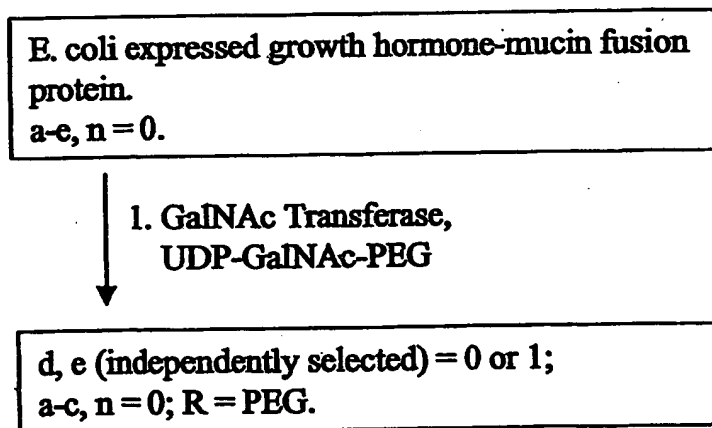 E. coli expressed growth hormone-mucin fusion
protein.
a-e, n = 0.
1. GalNAc Transferase,
UDP-GalNAc-PEG
d, e (independently selected) = 0 or 1;
a-c, n = 0; R = PEG.